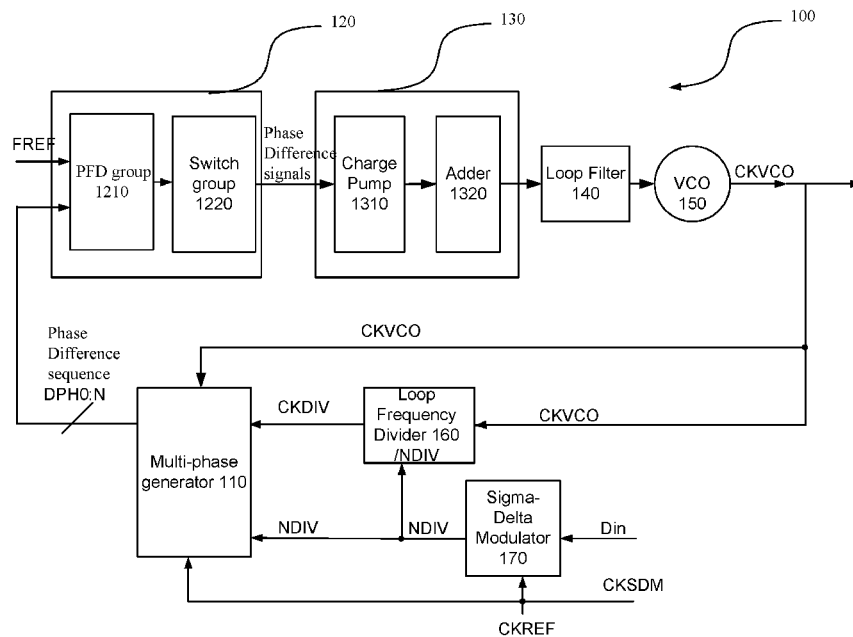 120
130
100
FREF
PFD group
1210
Switch
group
1220
Phase
Difference
signals
Charge
Pump
1310
Adder
1320
Loop Filter
140
VCO
150
CKVCO
Phase
Difference
sequence
DPH0:N
CKVCO
Multi-phase
generator 110
CKDIV
Loop
Frequency
Divider 160
/NDIV
CKVCO
NDIV
NDIV
Sigma-
Delta
Modulator
170
Din
CKSDM
CKREF